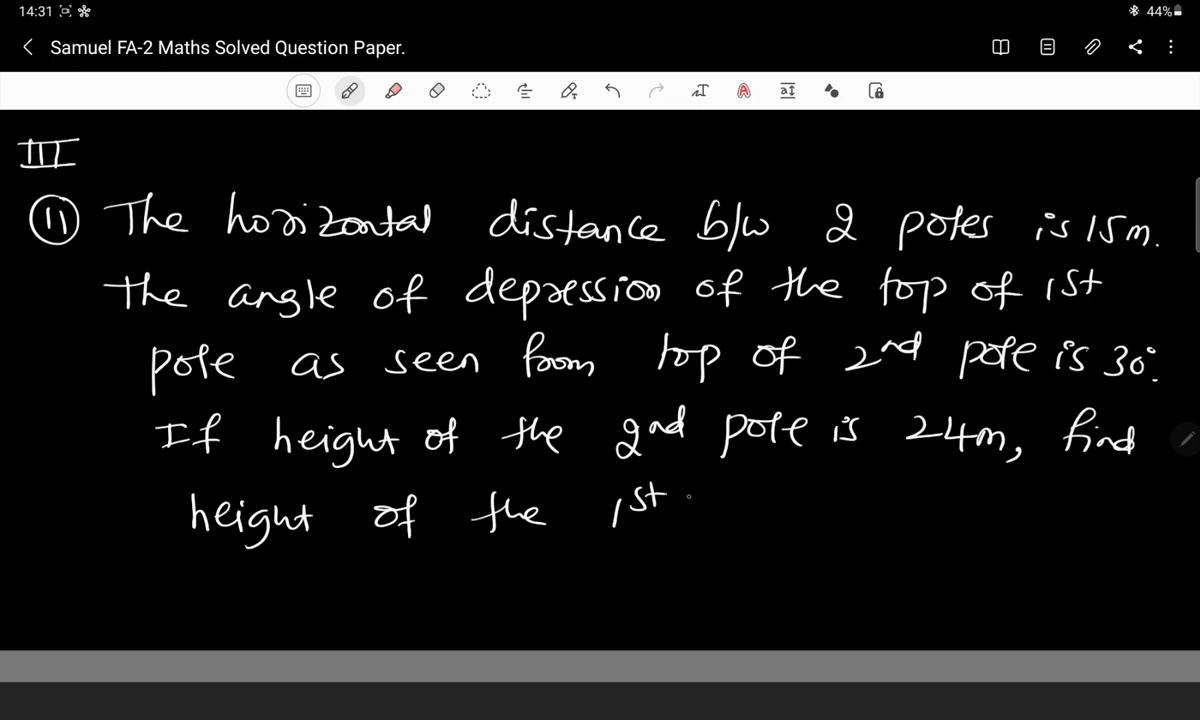 14:31
44%
Samuel FA-2 Maths Solved Question Paper.
III
11 The horizontal distance b/w 2 poles is 15m.
The angle of depression of the top of 1st
pole as seen from top of 2nd pole is 30°.
If height of the 2nd pole is 24m, find
height of the 1st